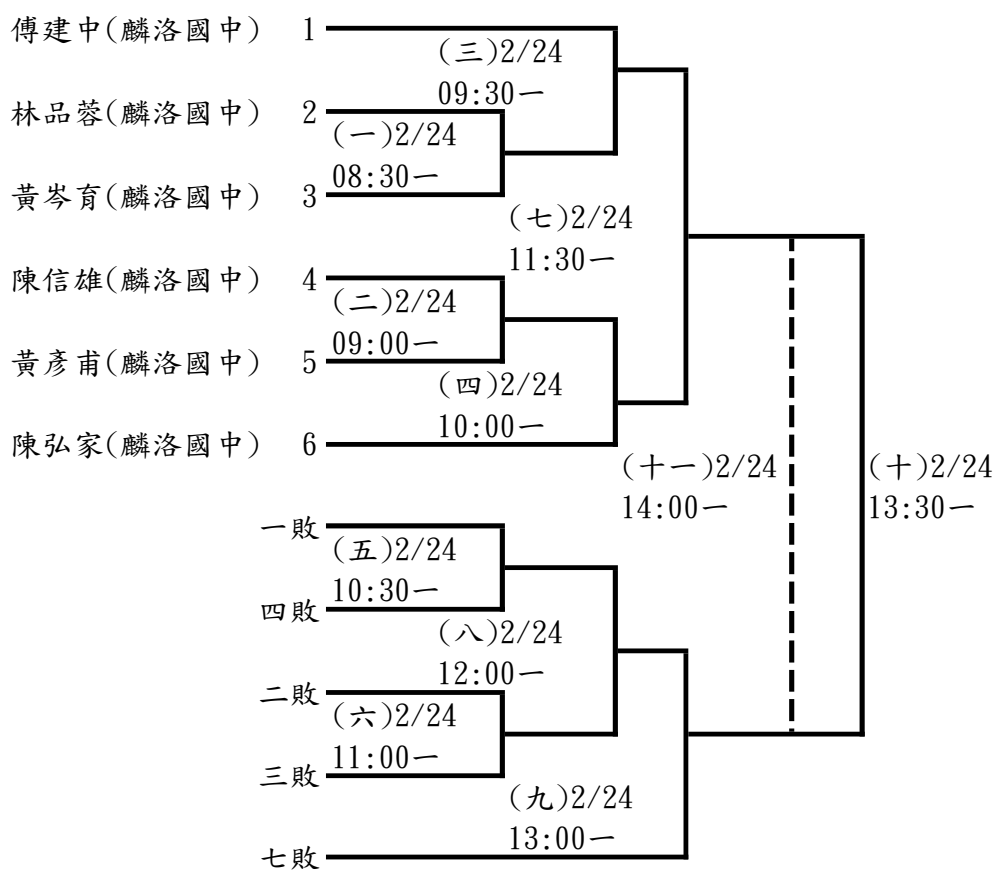 傅建中(麟洛國中) 1
(三)2/24
09:30一
林品蓉(麟洛國中) 2
(一)2/24
08:30一
黃岑育(麟洛國中) 3
(七)2/24
11:30一
陳信雄(麟洛國中) 4
(二)2/24
09:00一
黃彥甫(麟洛國中) 5
(四)2/24
10:00一
陳弘家(麟洛國中) 6
(十一)2/24
14:00一
(十)2/24
13:30一
一敗
(五)2/24
10:30一
四敗
(八)2/24
12:00一
二敗
(六)2/24
11:00一
三敗
(九)2/24
13:00一
七敗